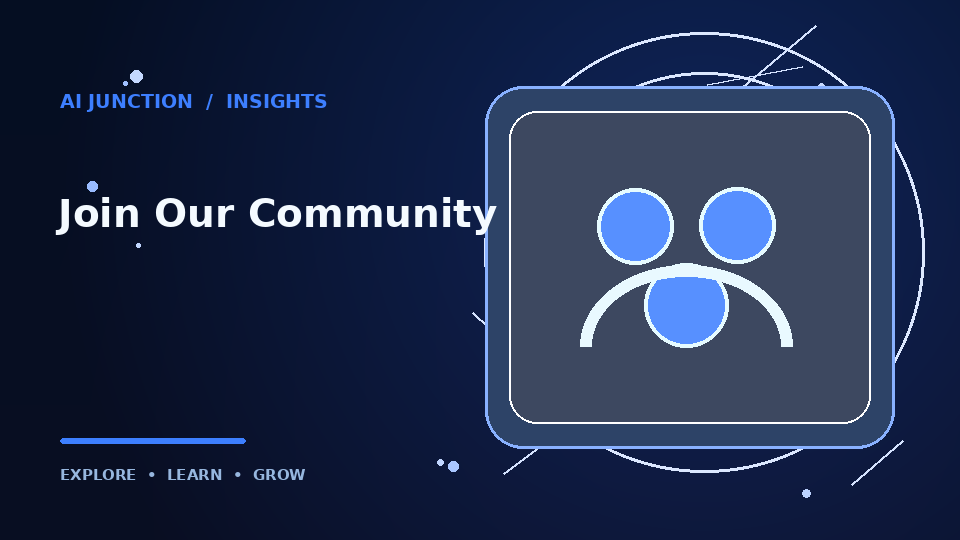 AI JUNCTION / INSIGHTS
Join Our Community
EXPLORE • LEARN • GROW